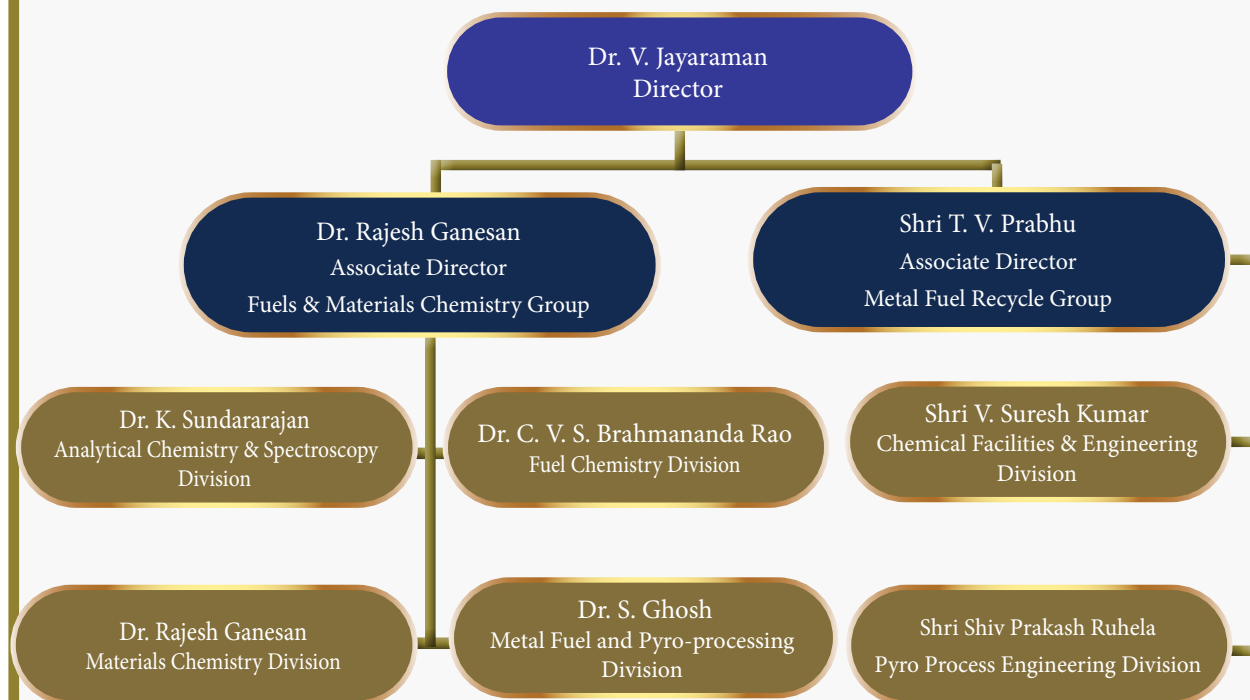 Dr. V. Jayaraman
Director
Dr. Rajesh Ganesan
Associate Director
Fuels & Materials Chemistry Group
Shri T. V. Prabhu
Associate Director
Metal Fuel Recycle Group
Dr. K. Sundararajan
Analytical Chemistry & Spectroscopy
Division
Dr. C. V. S. Brahmananda Rao
Fuel Chemistry Division
Shri V. Suresh Kumar
Chemical Facilities & Engineering
Division
Dr. Rajesh Ganesan
Materials Chemistry Division
Dr. S. Ghosh
Metal Fuel and Pyro-processing
Division
Shri Shiv Prakash Ruhela
Pyro Process Engineering Division